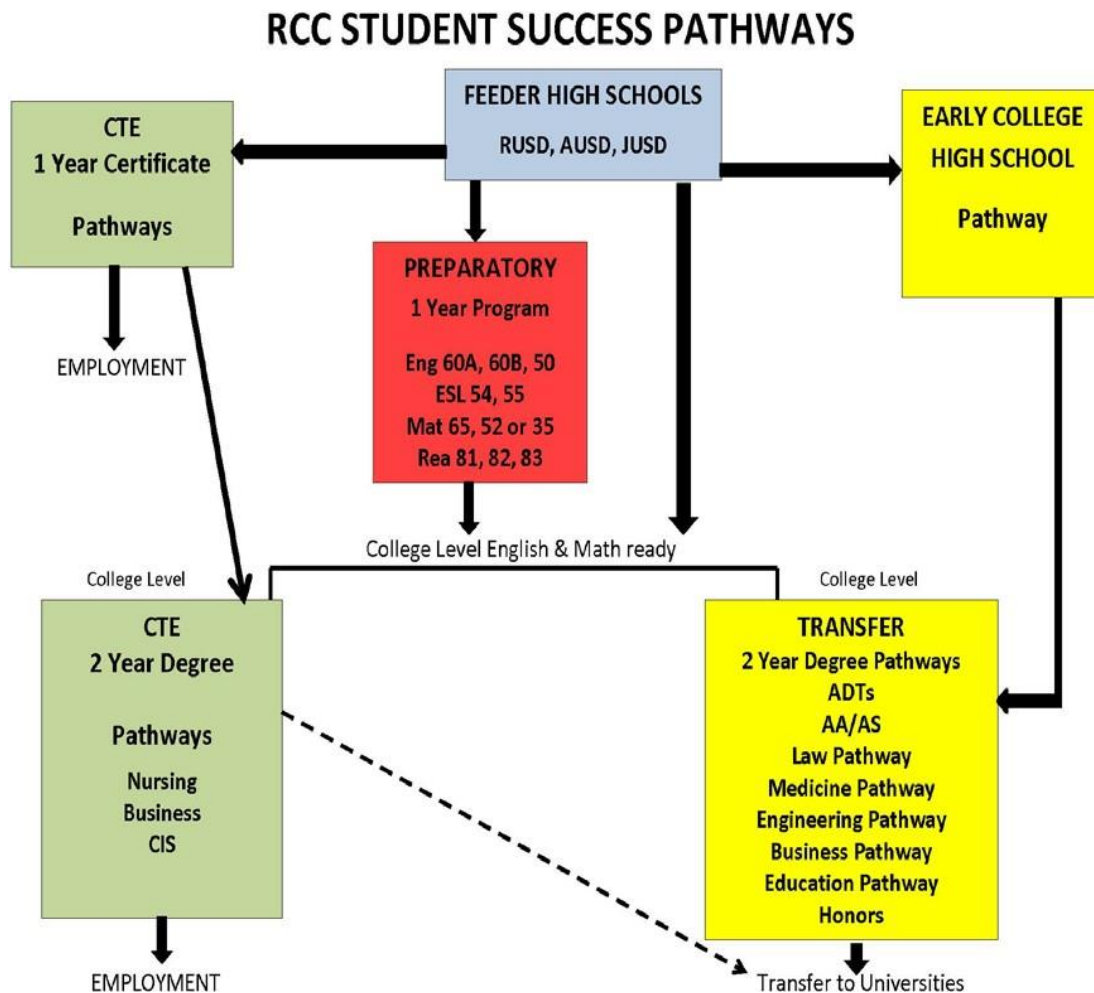 RCC STUDENT SUCCESS PATHWAYS
FEEDER HIGH SCHOOLS
RUSD, AUSD, JUSD
CTE
1 Year Certificate
Pathways
EARLY COLLEGE
HIGH SCHOOL
Pathway
PREPARATORY
1 Year Program
Eng 60A, 60B, 50
ESL 54, 55
Mat 65, 52 or 35
Rea 81, 82, 83
EMPLOYMENT
College Level English & Math ready
College Level
CTE
2 Year Degree
Pathways
Nursing
Business
CIS
College Level
TRANSFER
2 Year Degree Pathways
ADTs
AA/AS
Law Pathway
Medicine Pathway
Engineering Pathway
Business Pathway
Education Pathway
Honors
EMPLOYMENT
Transfer to Universities